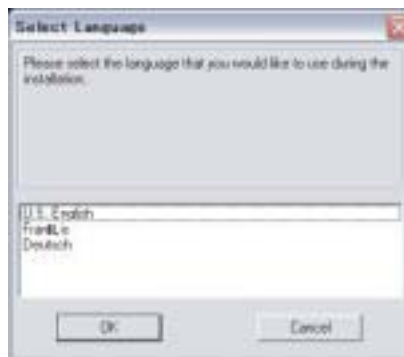 Select Language
Please select the language that you would like to use during the
installation.
U.S. English
Deutsch
OK
Cancel